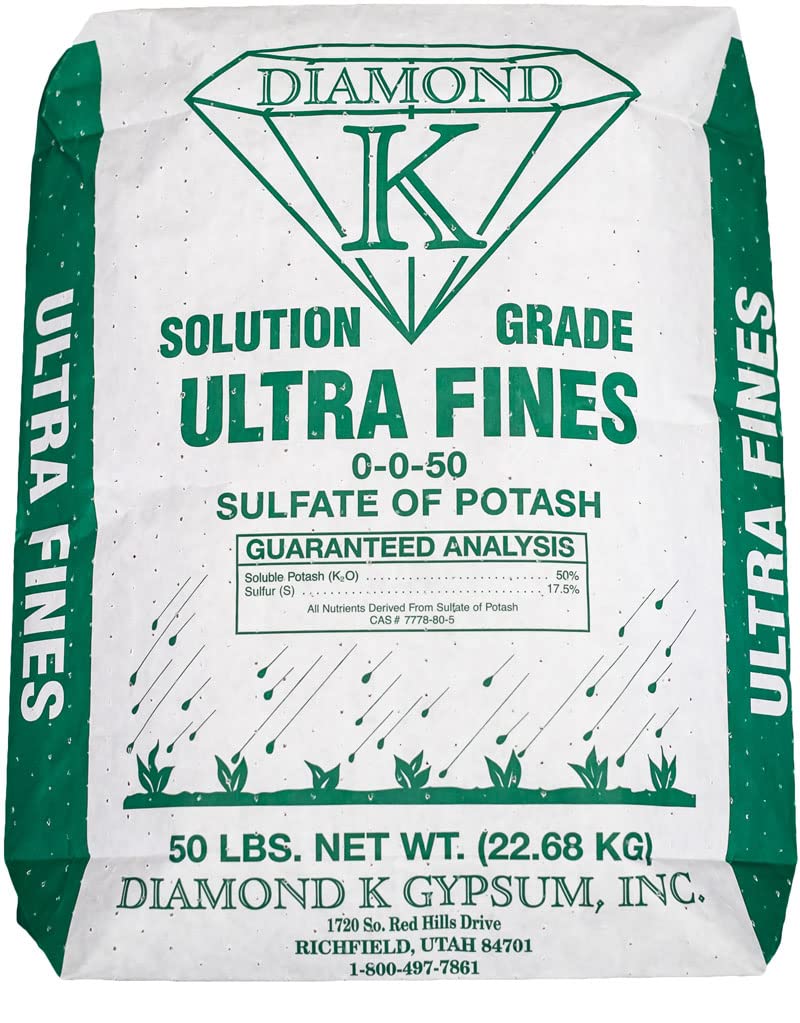 DIAMOND
K
SOLUTION GRADE
ULTRA FINES
0-0-50
SULFATE OF POTASH
GUARANTEED ANALYSIS
Soluble Potash (K₂O) . . . . . . . . . . . . . . . . . . . . . . . . . . . . 50%
Sulfur (S) . . . . . . . . . . . . . . . . . . . . . . . . . . . . . . . . . . . . 17.5%
All Nutrients Derived From Sulfate of Potash
CAS # 7778-80-5
50 LBS. NET WT. (22.68 KG)
DIAMOND K GYPSUM, INC.
1720 So. Red Hills Drive
RICHFIELD, UTAH 84701
1-800-497-7861
ULTRA FINES
ULTRA FINES